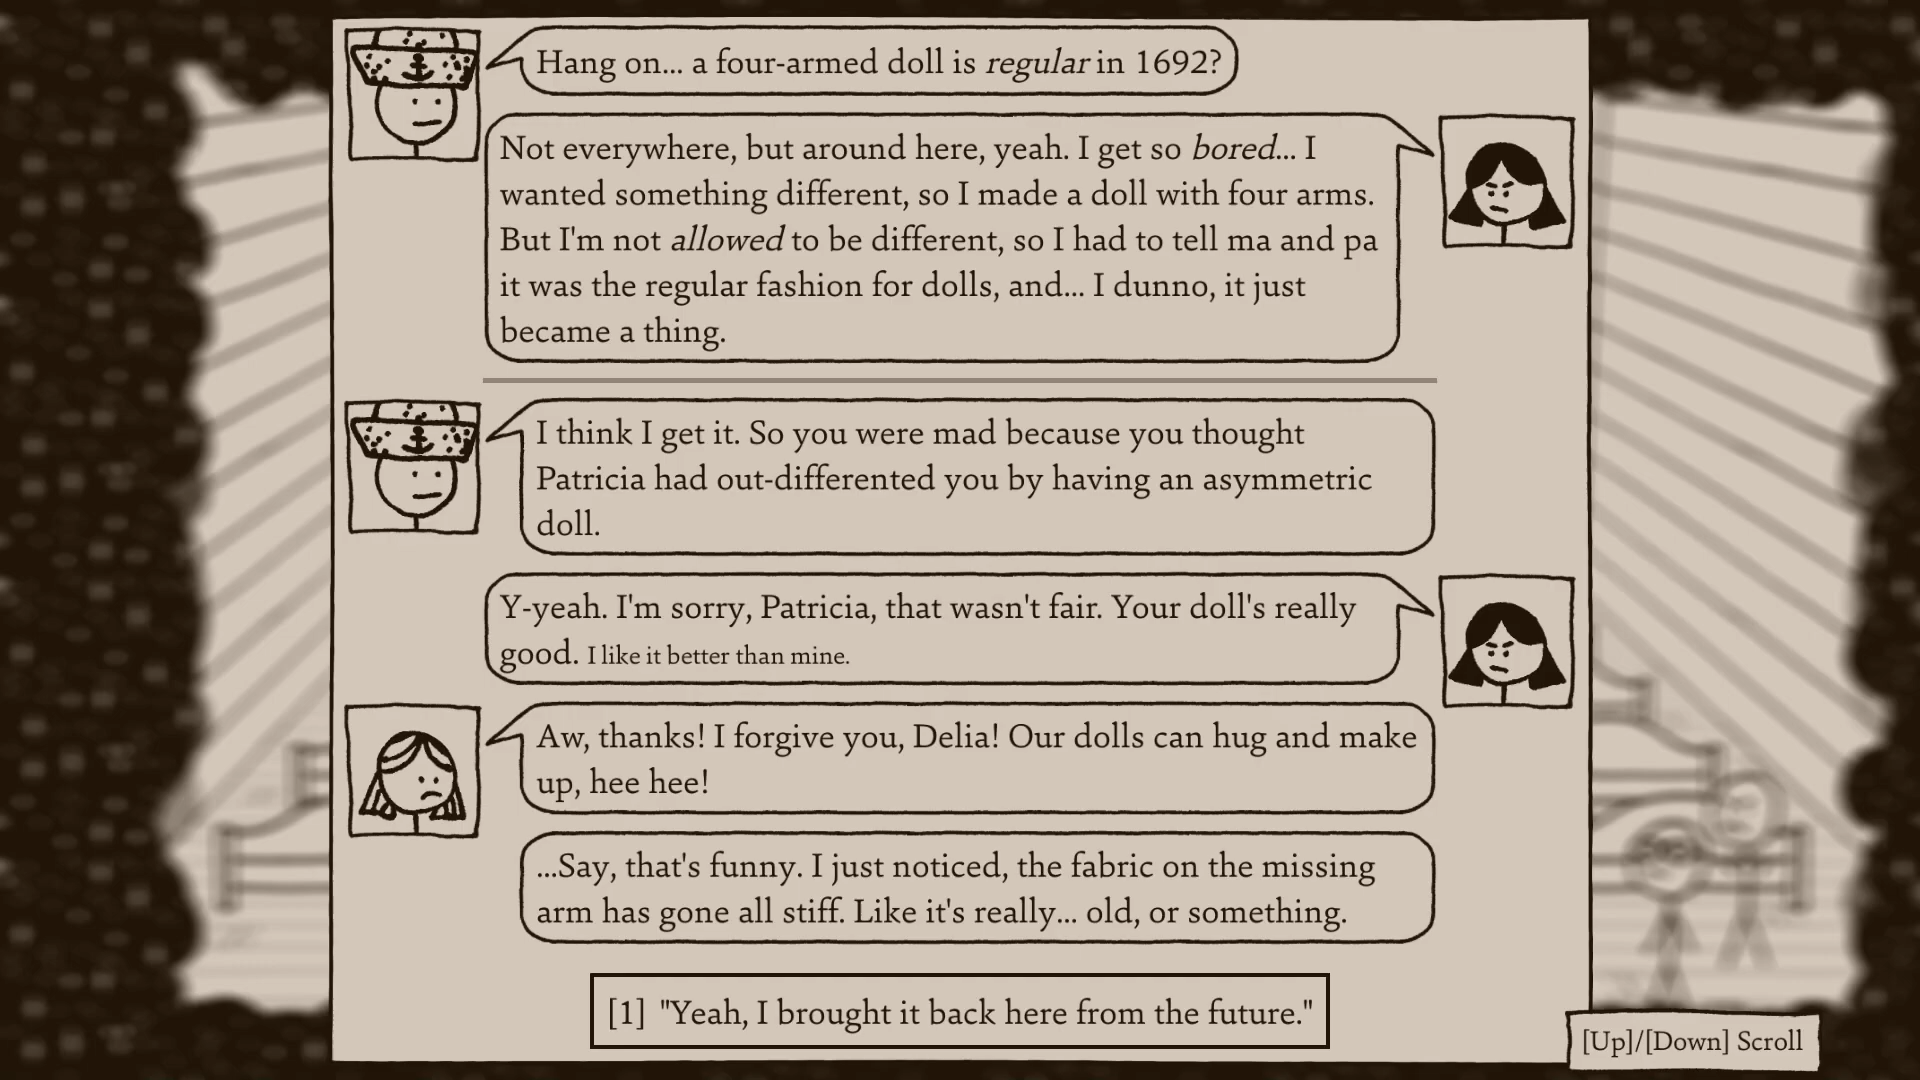 Hang on... a four-armed doll is regular in 1692?
Not everywhere, but around here, yeah. I get so bored... I
wanted something different, so I made a doll with four arms.
But I'm not allowed to be different, so I had to tell ma and pa
it was the regular fashion for dolls, and... I dunno, it just
became a thing.
I think I get it. So you were mad because you thought
Patricia had out-differented you by having an asymmetric
doll.
Y-yeah. I'm sorry, Patricia, that wasn't fair. Your doll's really
good. I like it better than mine.
Aw, thanks! I forgive you, Delia! Our dolls can hug and make
up, hee hee!
...Say, that's funny. I just noticed, the fabric on the missing
arm has gone all stiff. Like it's really... old, or something.
[1] "Yeah, I brought it back here from the future."
[Up]/[Down] Scroll